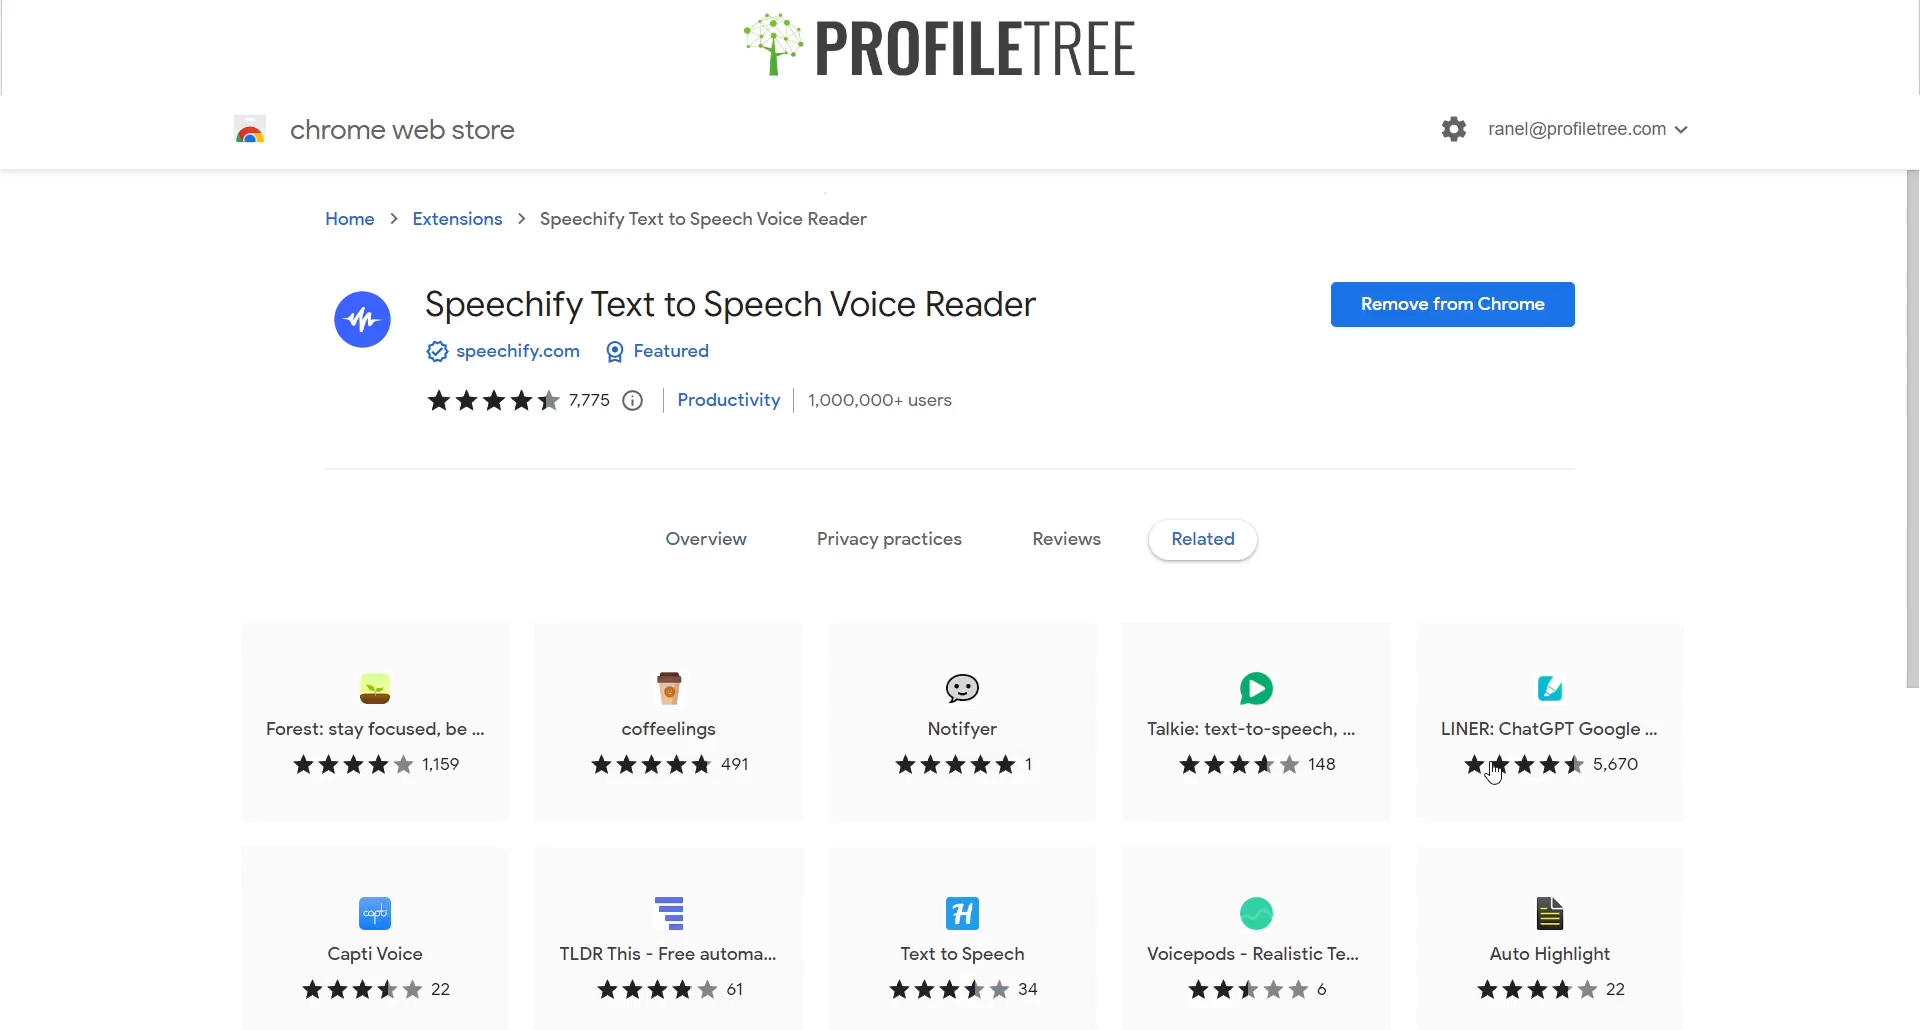 PROFILETREE
chrome web store
ranel@profiletree.com
Home > Extensions > Speechify Text to Speech Voice Reader
Speechify Text to Speech Voice Reader
Remove from Chrome
speechify.com Featured
7,775 Productivity 1,000,000+ users
Overview Privacy practices Reviews Related
Forest: stay focused, be ...
1,159
coffeelings
491
Notifyer
1
Talkie: text-to-speech, ...
148
LINER: ChatGPT Google ...
5,670
capti
Capti Voice
22
TLDR This - Free automa...
61
H
Text to Speech
34
Voicepods - Realistic Te...
6
Auto Highlight
22